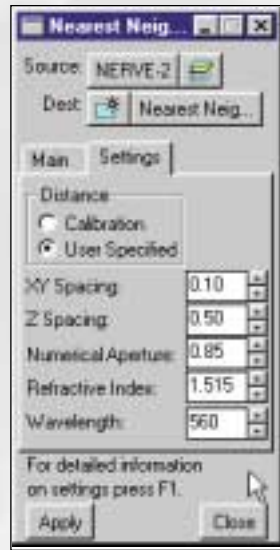 Nearest Neig...
Source: NERVE-2
Dest: Nearest Neig...
Main Settings
Distance
Calibration
User Specified
XY Spacing: 0.10
Z Spacing: 0.50
Numerical Aperture: 0.85
Refractive Index: 1.515
Wavelength: 560
For detailed information
on settings press F1.
Apply Close